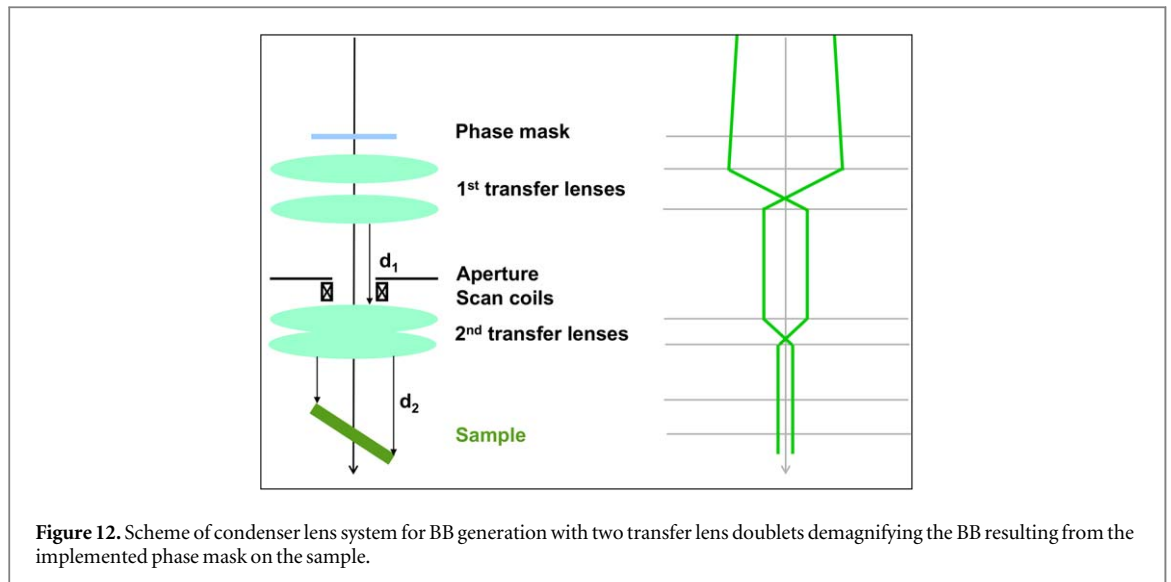 Phase mask
1st transfer lenses
d1
Aperture
Scan coils
2nd transfer lenses
d2
Sample
Figure 12. Scheme of condenser lens system for BB generation with two transfer lens doublets demagnifying the BB resulting from the
implemented phase mask on the sample.